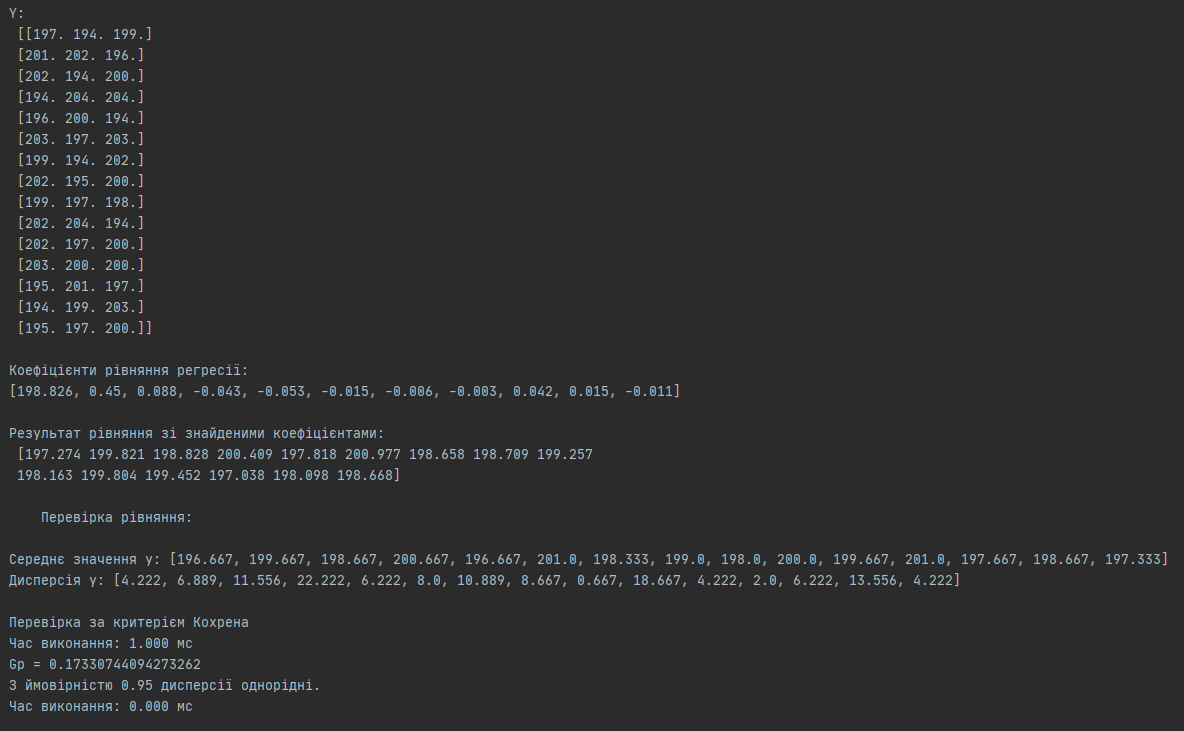 Y:
[[197. 194. 199.]
[201. 202. 196.]
[202. 194. 200.]
[194. 204. 204.]
[196. 200. 194.]
[203. 197. 203.]
[199. 194. 202.]
[202. 195. 200.]
[199. 197. 198.]
[202. 204. 194.]
[202. 197. 200.]
[203. 200. 200.]
[195. 201. 197.]
[194. 199. 203.]
[195. 197. 200.]]
Коефіцієнти рівняння регресії:
[198.826, 0.45, 0.088, -0.043, -0.053, -0.015, -0.006, -0.003, 0.042, 0.015, -0.011]
Результат рівняння зі знайденими коефіцієнтами:
[197.274 199.821 198.828 200.409 197.818 200.977 198.658 198.709 199.257
198.163 199.804 199.452 197.038 198.098 198.668]
Перевірка рівняння:
Середнє значення y: [196.667, 199.667, 198.667, 200.667, 196.667, 201.0, 198.333, 199.0, 198.0, 200.0, 199.667, 201.0, 197.667, 198.667, 197.333]
Дисперсія y: [4.222, 6.889, 11.556, 22.222, 6.222, 8.0, 10.889, 8.667, 0.667, 18.667, 4.222, 2.0, 6.222, 13.556, 4.222]
Перевірка за критерієм Кохрена
Час виконання: 1.000 мс
Gp = 0.17330744094273262
З ймовірністю 0.95 дисперсії однорідні.
Час виконання: 0.000 мс